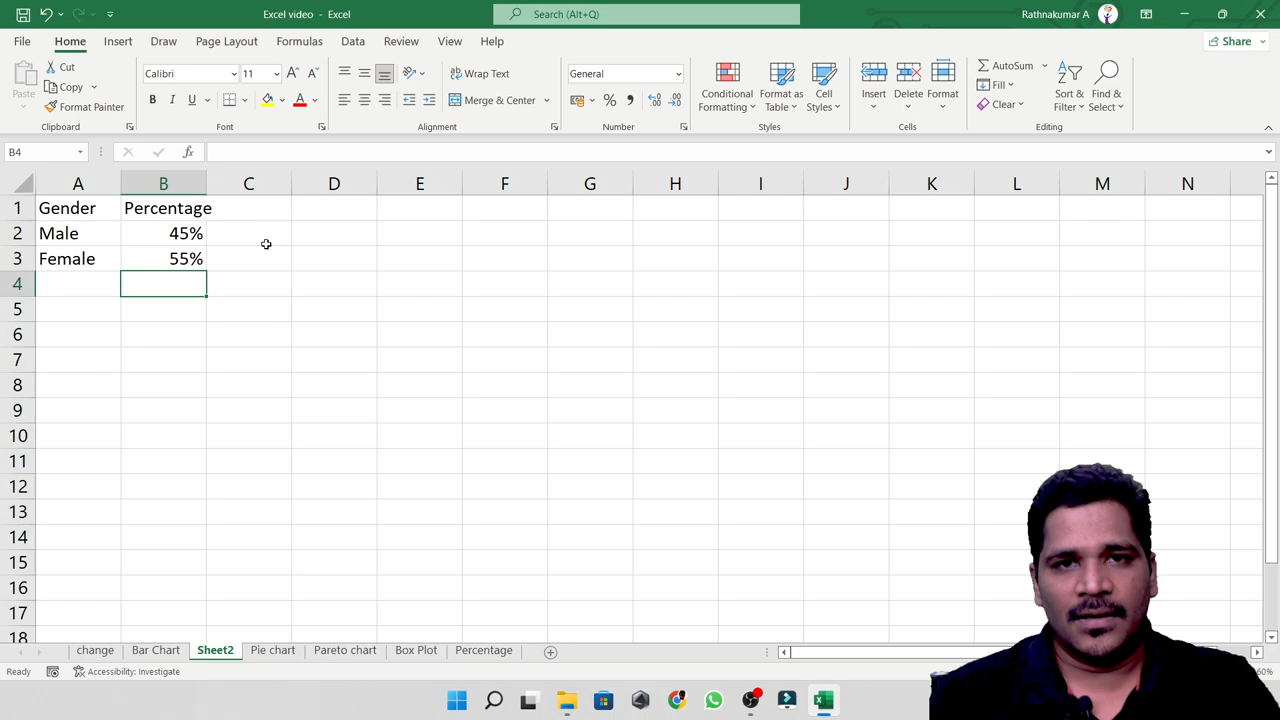 Excel video - Excel
Search (Alt+Q)
Rathnakumar A
File Home Insert Draw Page Layout Formulas Data Review View Help
Share
Paste
Cut
Copy
Format Painter
Clipboard
Calibri 11
B I U
Font
Wrap Text
Merge & Center
Alignment
General
%
Number
Conditional
Formatting
Format as
Table
Cell
Styles
Styles
Insert
Delete
Format
Cells
AutoSum
Fill
Clear
Sort &
Filter
Find &
Select
Editing
B4
fx
A B C D E F G H I J K L M N
1 Gender Percentage
2 Male 45%
3 Female 55%
4
5
6
7
8
9
10
11
12
13
14
15
16
17
18
change Bar Chart Sheet2 Pie chart Pareto chart Box Plot Percentage
Ready
Accessibility: Investigate